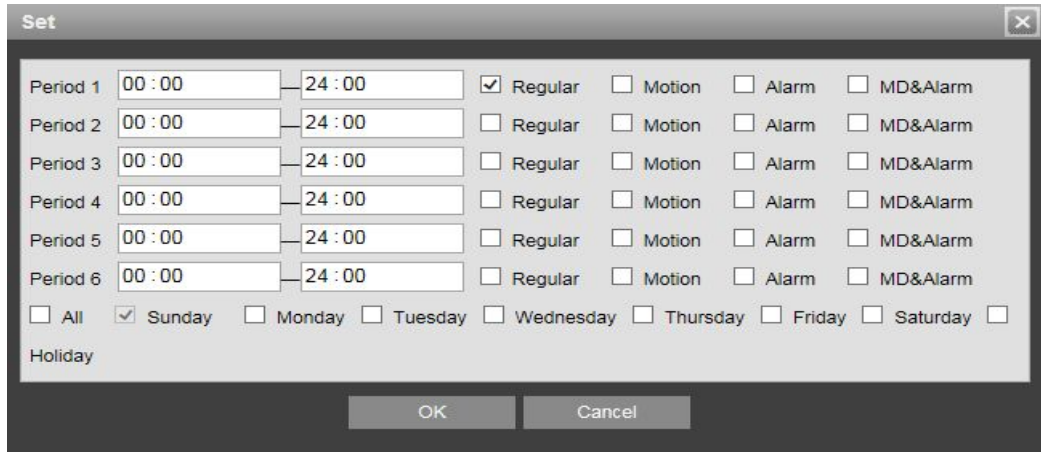 Set
Period 1 00:00 — 24:00 Regular Motion Alarm MD&Alarm
Period 2 00:00 — 24:00 Regular Motion Alarm MD&Alarm
Period 3 00:00 — 24:00 Regular Motion Alarm MD&Alarm
Period 4 00:00 — 24:00 Regular Motion Alarm MD&Alarm
Period 5 00:00 — 24:00 Regular Motion Alarm MD&Alarm
Period 6 00:00 — 24:00 Regular Motion Alarm MD&Alarm
All Sunday Monday Tuesday Wednesday Thursday Friday Saturday
Holiday
OK Cancel